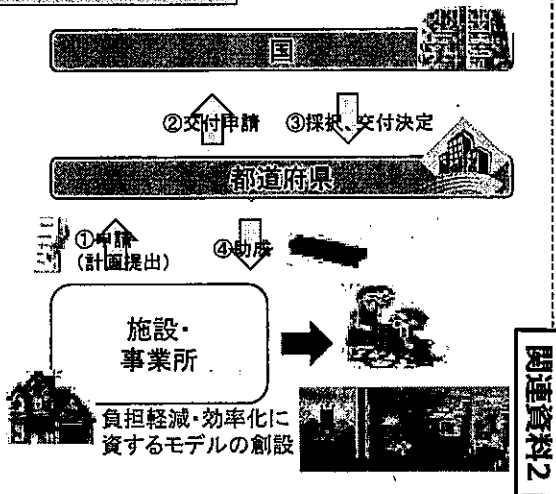 国
②交付申請
③採択、交付決定
都道府県
①申請
(計画提出)
④助成
施設・
事業所
負担軽減・効率化に
資するモデルの創設
関連資料2